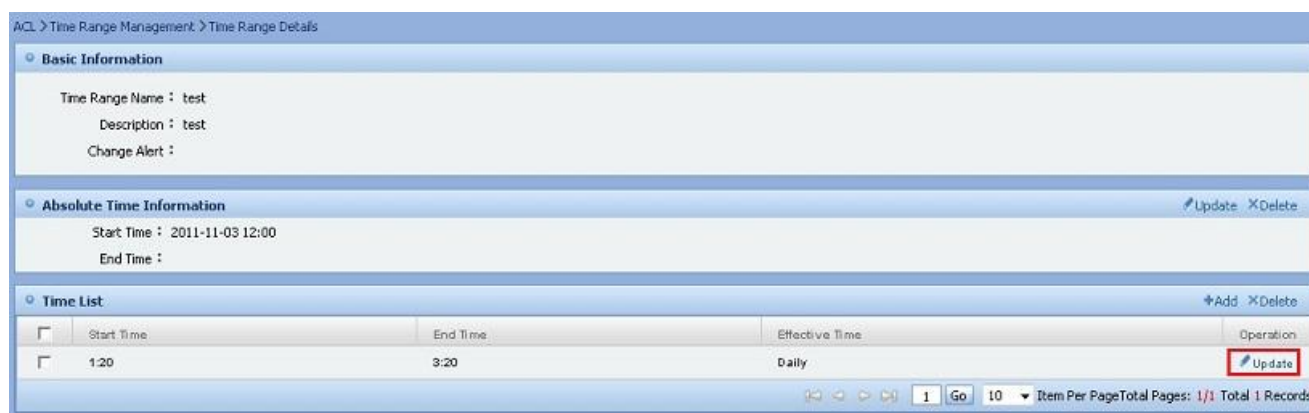 ACL > Time Range Management > Time Range Details
Basic Information
Time Range Name : test
Description : test
Change Alert :
Absolute Time Information Update Delete
Start Time : 2011-11-03 12:00
End Time :
Time List +Add Delete
Start Time End Time Effective Time Operation
1:20 3:20 Daily Update
1 Go 10 Item Per PageTotal Pages: 1/1 Total 1 Records